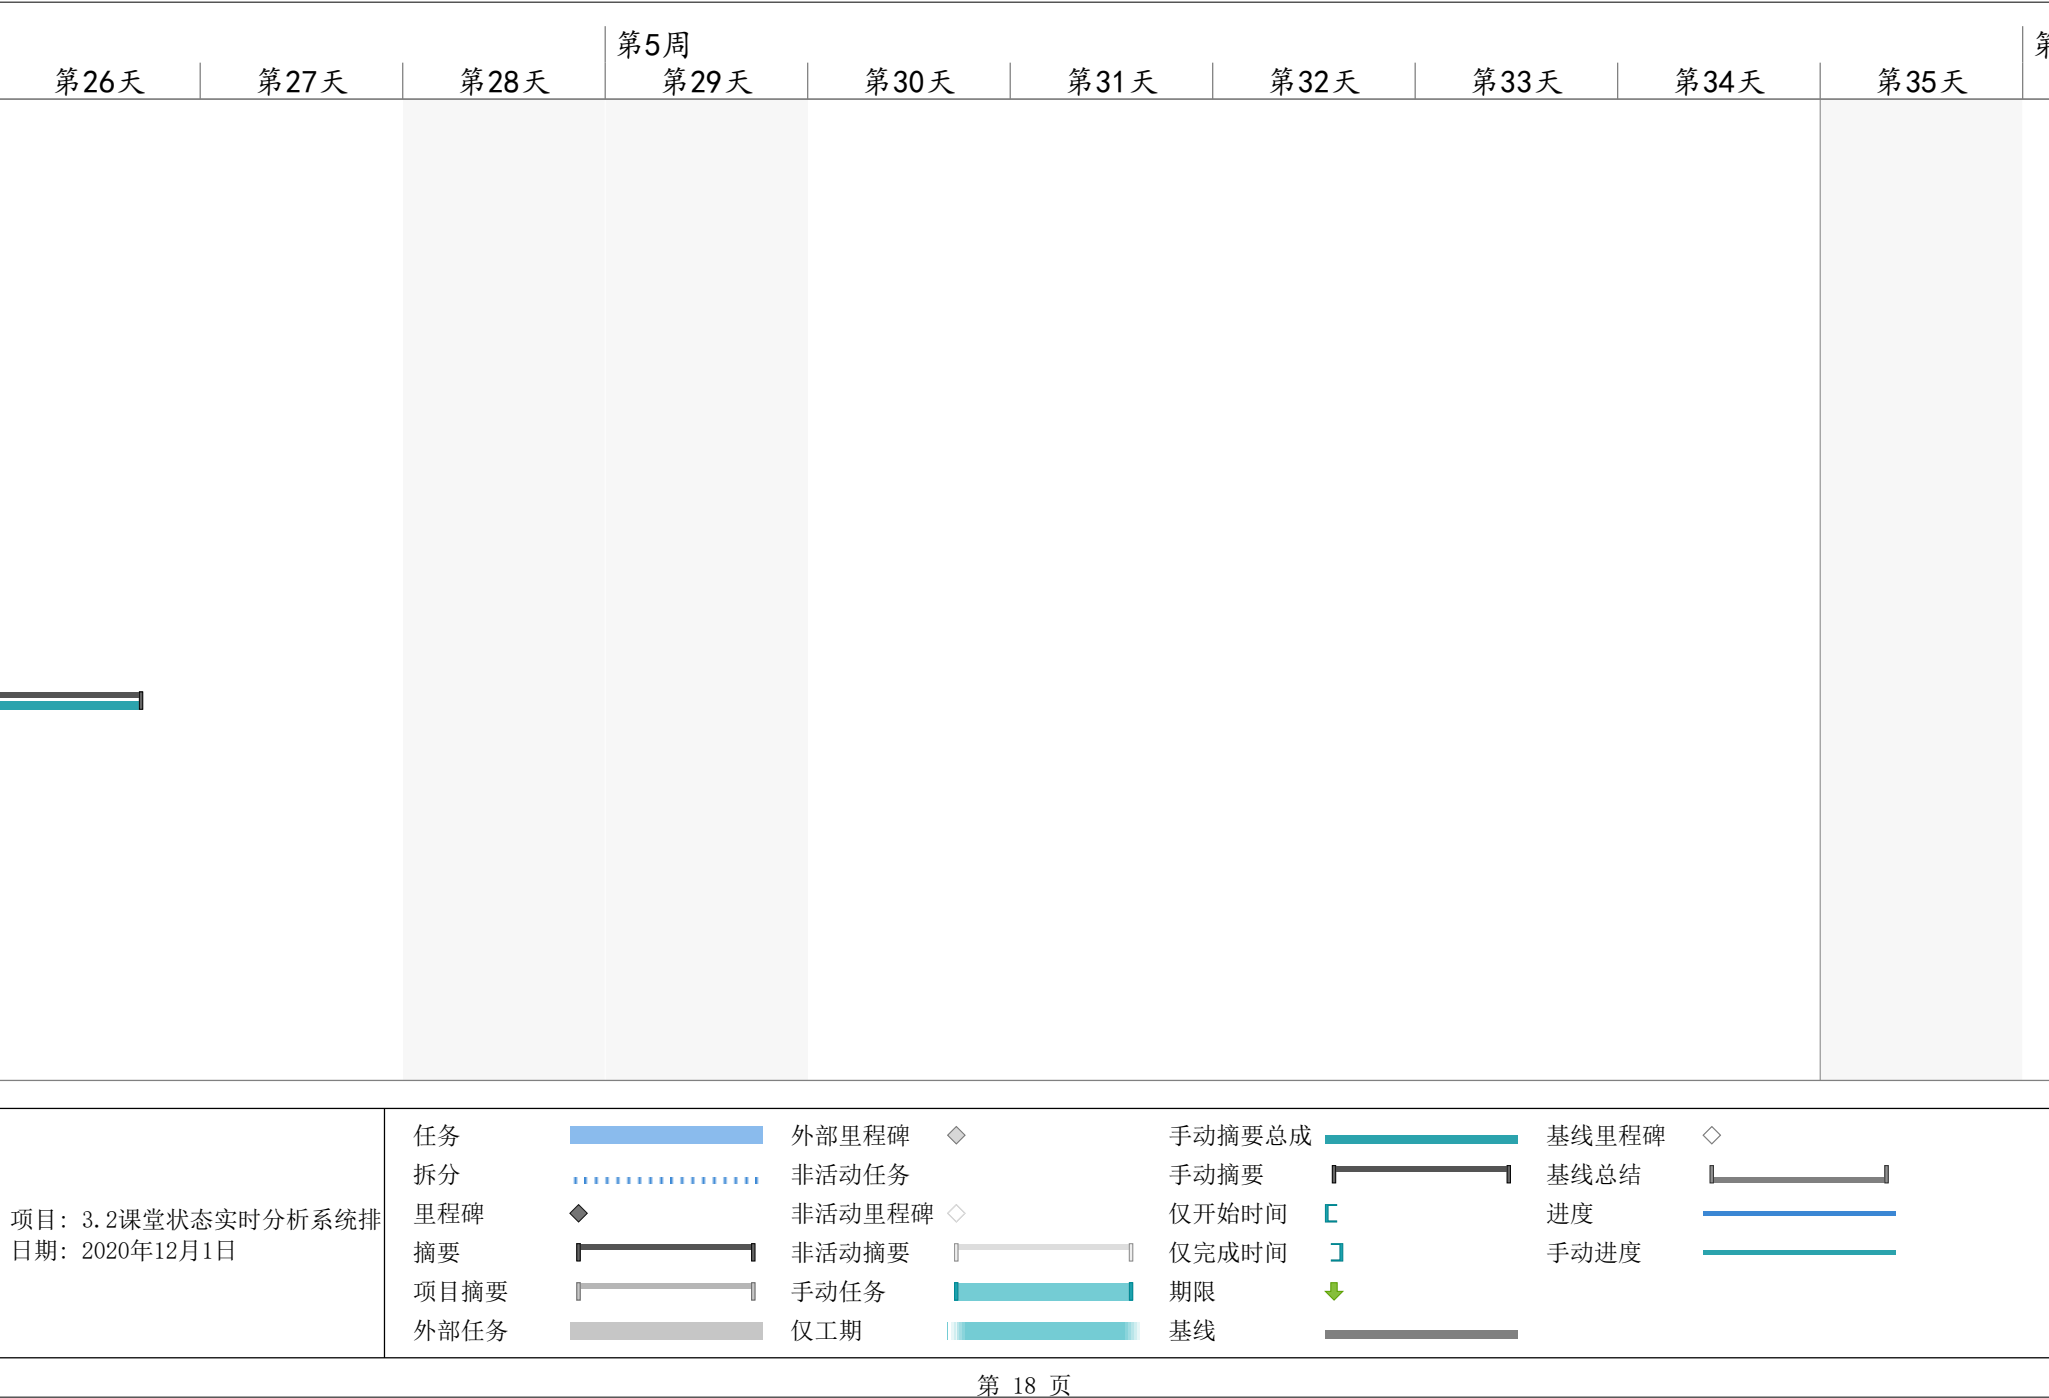 第5周
第26天 第27天 第28天 第29天 第30天 第31天 第32天 第33天 第34天 第35天
任务 外部里程碑 手动摘要总成 基线里程碑
拆分 非活动任务 手动摘要 基线总结
里程碑 非活动里程碑 仅开始时间 进度
摘要 非活动摘要 仅完成时间 手动进度
项目摘要 手动任务 期限
外部任务 仅工期 基线
项目: 3.2课堂状态实时分析系统排
日期: 2020年12月1日
第 18 页